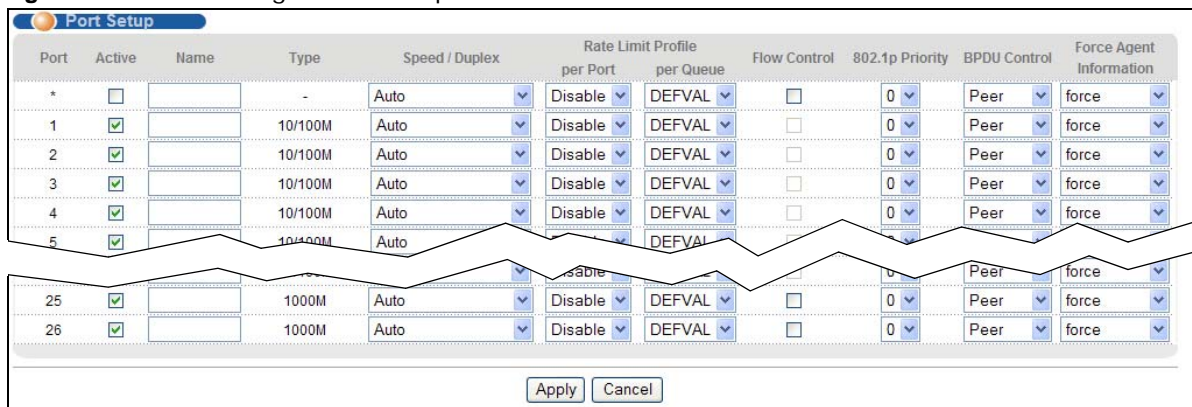 Port Setup
Rate Limit Profile
Force Agent
Port Active Name Type Speed / Duplex Flow Control 802.1p Priority BPDU Control
per Port per Queue Information
* - Auto Disable DEFVAL 0 Peer force
1 10/100M Auto Disable DEFVAL 0 Peer force
2 10/100M Auto Disable DEFVAL 0 Peer force
3 10/100M Auto Disable DEFVAL 0 Peer force
4 10/100M Auto Disable DEFVAL 0 Peer force
5 10/100M Auto DEFVAL
Disable Peer force
25 1000M Auto Disable DEFVAL 0 Peer force
26 1000M Auto Disable DEFVAL 0 Peer force
Apply Cancel